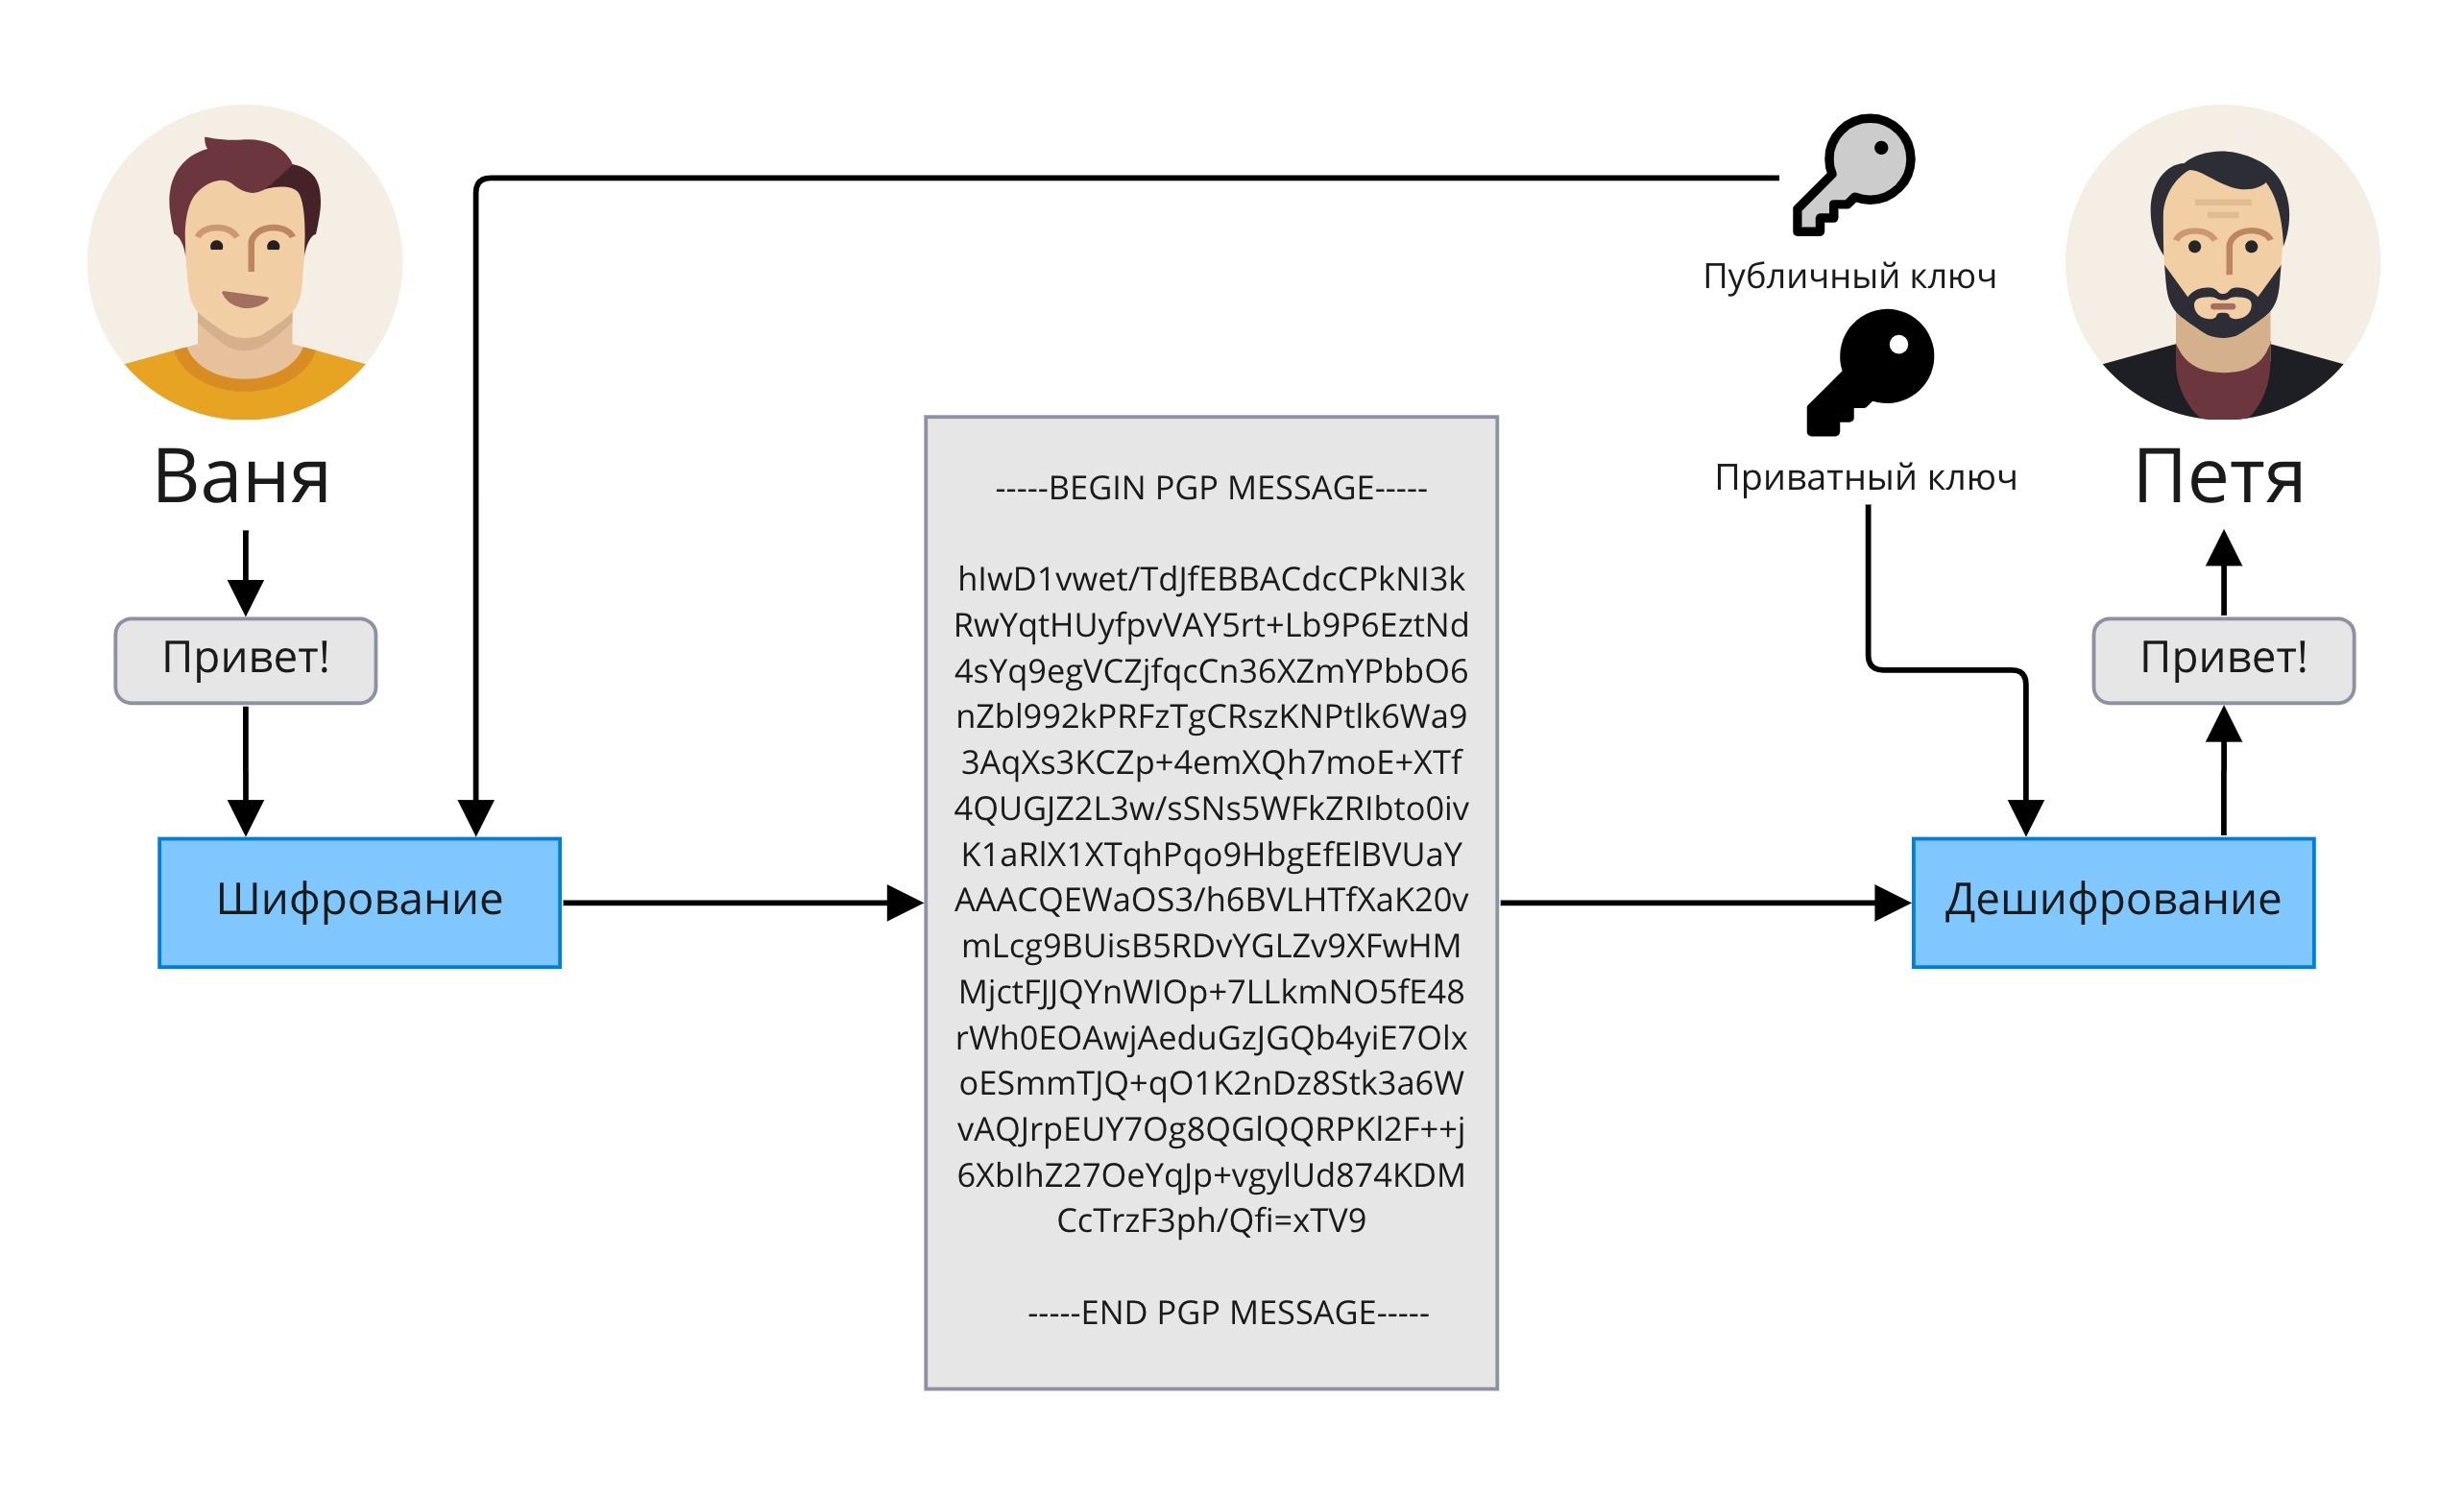 Публичный ключ
Приватный ключ
Ваня
Петя
Привет!
Привет!
Шифрование
Дешифрование
-----BEGIN PGP MESSAGE-----
hIwD1vwet/TdJfEBBACdcCPkNI3k
RwYqtHUyfpvVAY5rt+Lb9P6EztNd
4sYq9egVCZjfqcCn36XZmYPbbO6
nZbl992kPRFzTgCRszKNPtlk6Wa9
3AqXs3KCZp+4emXQh7moE+XTf
4QUGJZ2L3w/sSNs5WFkZRIbto0iv
K1aRlX1XTqhPqo9HbgEfElBVUaY
AAACQEWaOS3/h6BVLHTfXaK20v
mLcg9BUisB5RDvYGLZv9XFwHM
MjctFJJQYnWIOp+7LLkmNO5fE48
rWh0EOAwjAeduGzJGQb4yiE7Olx
oESmmTJQ+qO1K2nDz8Stk3a6W
vAQJrpEUY7Og8QGlQQRPKl2F++j
6XbIhZ27OeYqJp+vgylUd874KDM
CcTrzF3ph/Qfi=xTV9
-----END PGP MESSAGE-----